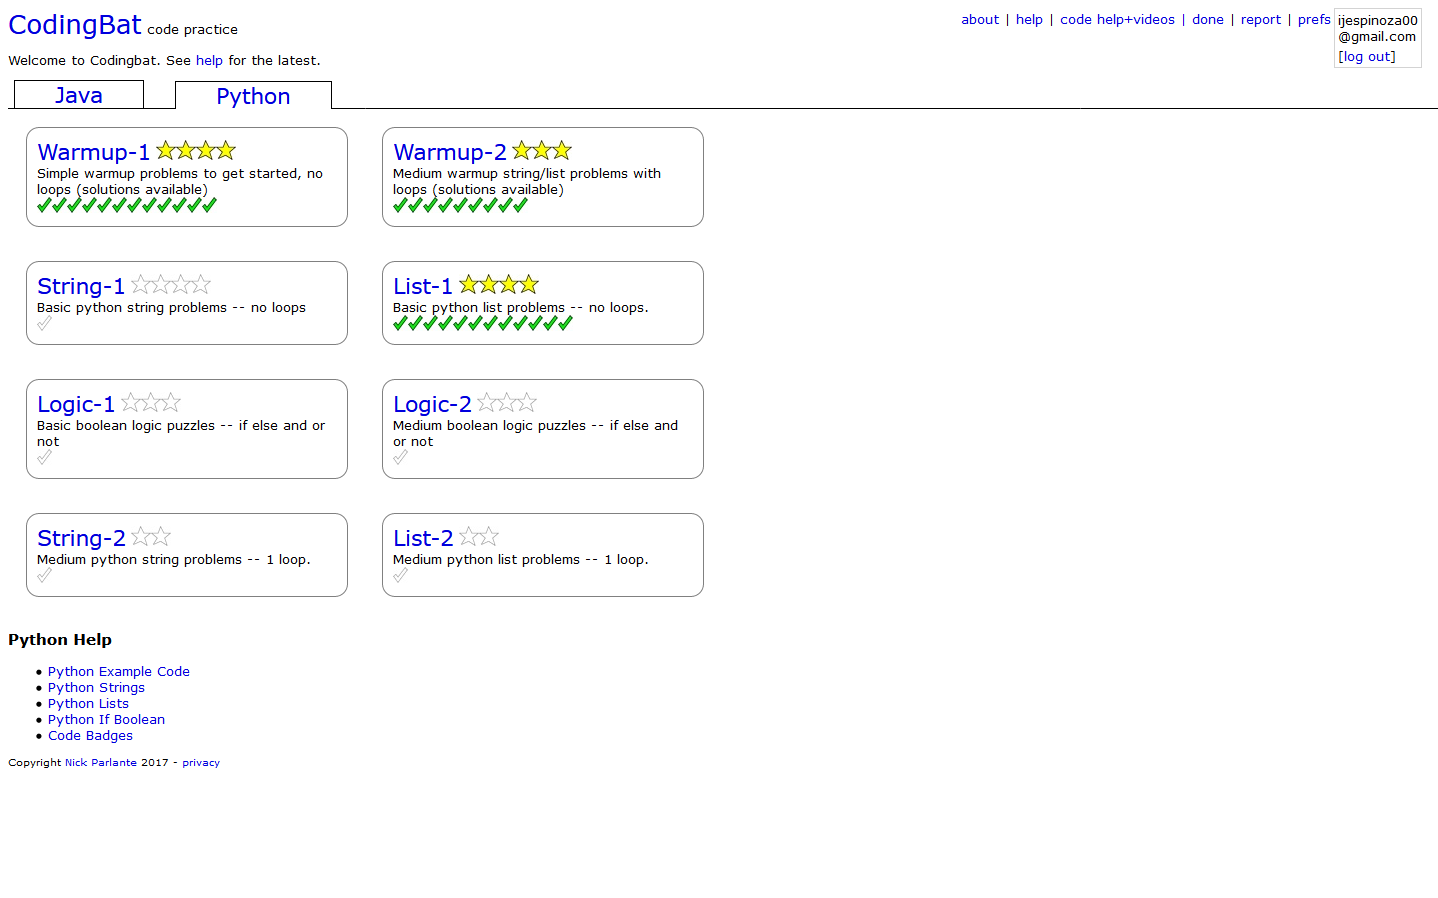 CodingBat code practice
about | help | code help+videos | done | report | prefs
ijespinoza00
@gmail.com
[log out]
Welcome to Codingbat. See help for the latest.
Java
Python
Warmup-1
Simple warmup problems to get started, no
loops (solutions available)
Warmup-2
Medium warmup string/list problems with
loops (solutions available)
String-1
Basic python string problems -- no loops
List-1
Basic python list problems -- no loops.
Logic-1
Basic boolean logic puzzles -- if else and or
not
Logic-2
Medium boolean logic puzzles -- if else and
or not
String-2
Medium python string problems -- 1 loop.
List-2
Medium python list problems -- 1 loop.
Python Help
Python Example Code
Python Strings
Python Lists
Python If Boolean
Code Badges
Copyright Nick Parlante 2017 - privacy